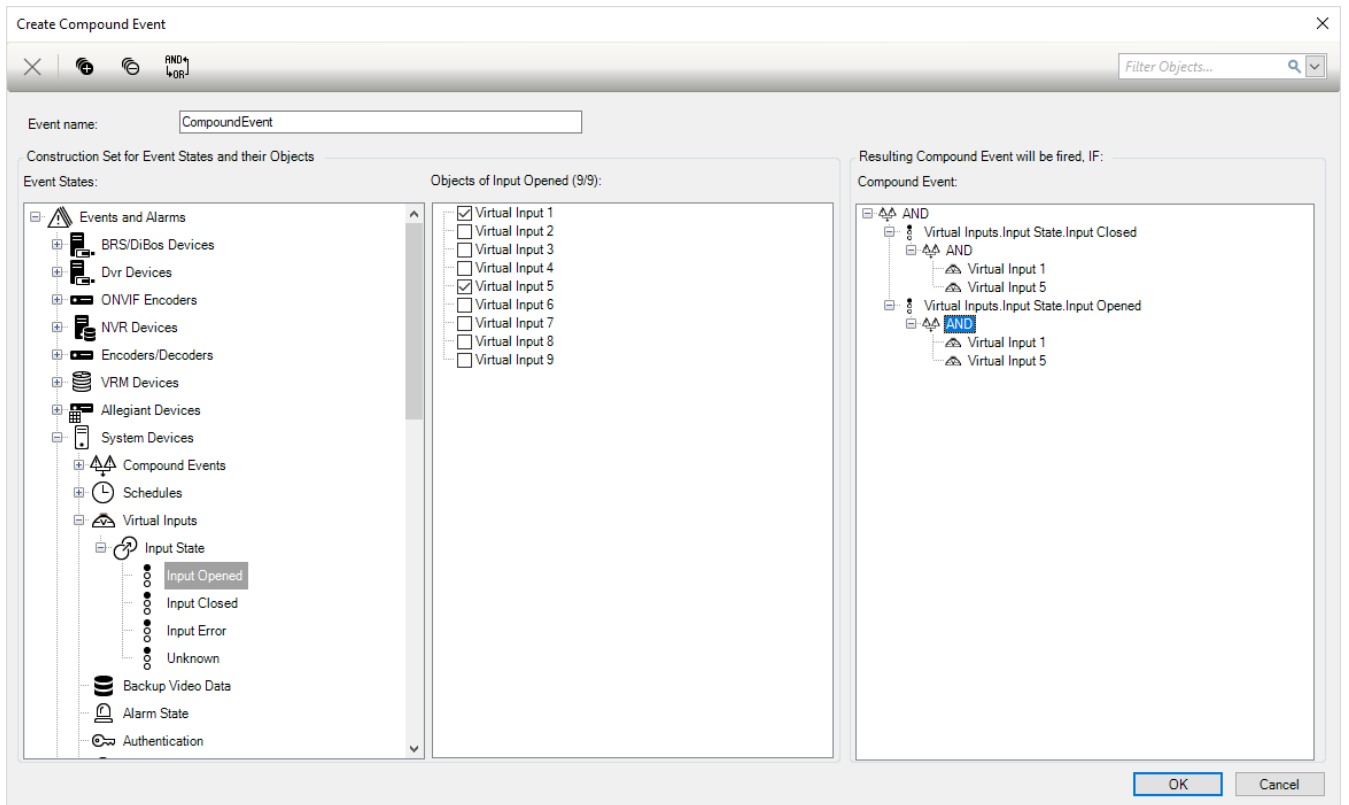 Create Compound Event
AND
OR
Filter Objects...
Event name:
CompoundEvent
Construction Set for Event States and their Objects
Event States:
Events and Alarms
BRS/DiBos Devices
Dvr Devices
ONVIF Encoders
NVR Devices
Encoders/Decoders
VRM Devices
Allegiant Devices
System Devices
Compound Events
Schedules
Virtual Inputs
Input State
Input Opened
Input Closed
Input Error
Unknown
Backup Video Data
Alarm State
Authentication
Objects of Input Opened (9/9):
Virtual Input 1
Virtual Input 2
Virtual Input 3
Virtual Input 4
Virtual Input 5
Virtual Input 6
Virtual Input 7
Virtual Input 8
Virtual Input 9
Resulting Compound Event will be fired, IF:
Compound Event:
AND
Virtual Inputs.Input State.Input Closed
AND
Virtual Input 1
Virtual Input 5
Virtual Inputs.Input State.Input Opened
AND
Virtual Input 1
Virtual Input 5
OK
Cancel